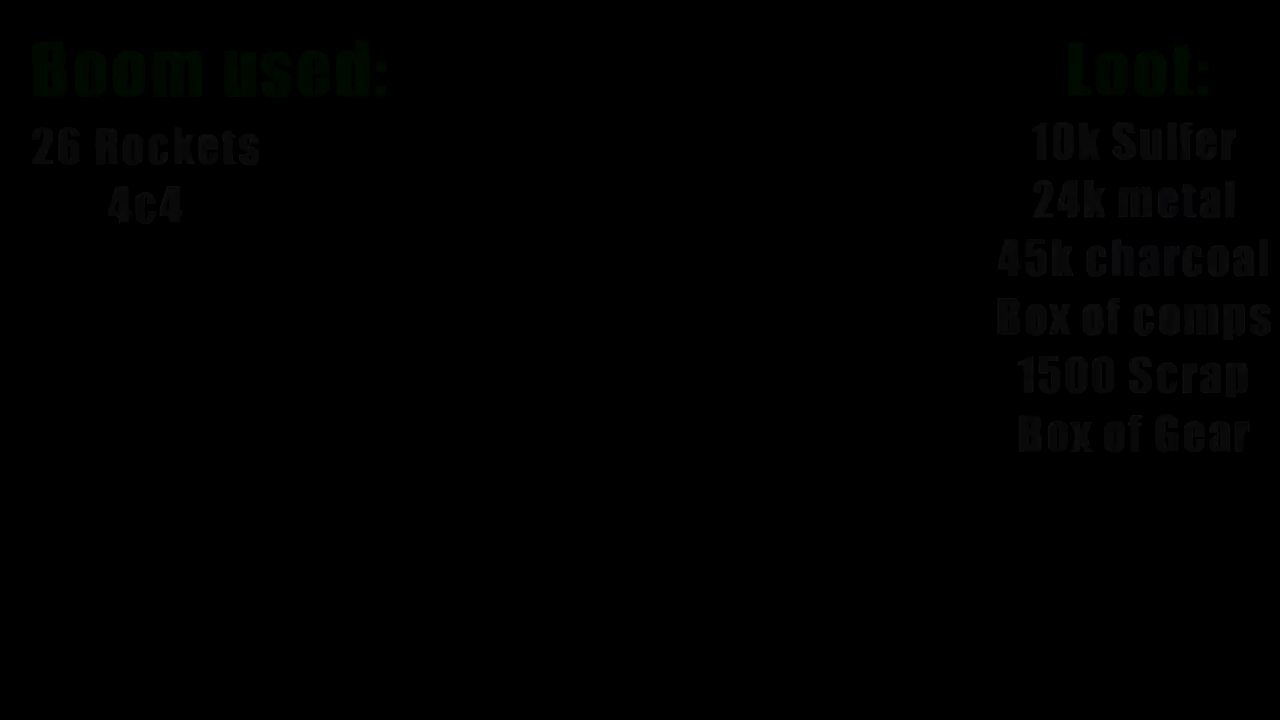 Boom used:
26 Rockets
4c4
Loot:
10k Sulfer
24k metal
45k charcoal
Box of comps
1500 Scrap
Box of Gear